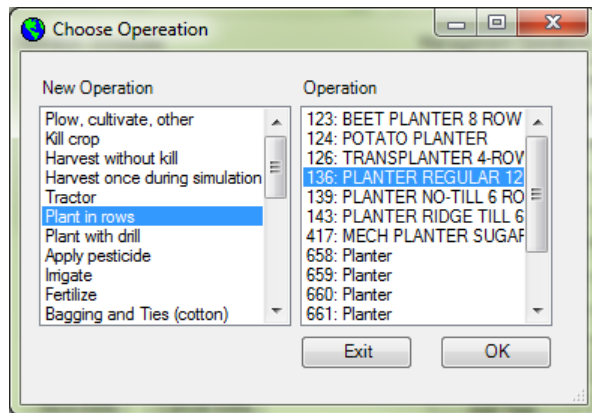 Choose Opereation
New Operation
Plow, cultivate, other
Kill crop
Harvest without kill
Harvest once during simulation
Tractor
Plant in rows
Plant with drill
Apply pesticide
Irrigate
Fertilize
Bagging and Ties (cotton)
Operation
123: BEET PLANTER 8 ROW
124: POTATO PLANTER
126: TRANSPLANTER 4-ROW
136: PLANTER REGULAR 12
139: PLANTER NO-TILL 6 RO
143: PLANTER RIDGE TILL 6
417: MECH PLANTER SUGAR
658: Planter
659: Planter
660: Planter
661: Planter
Exit
OK